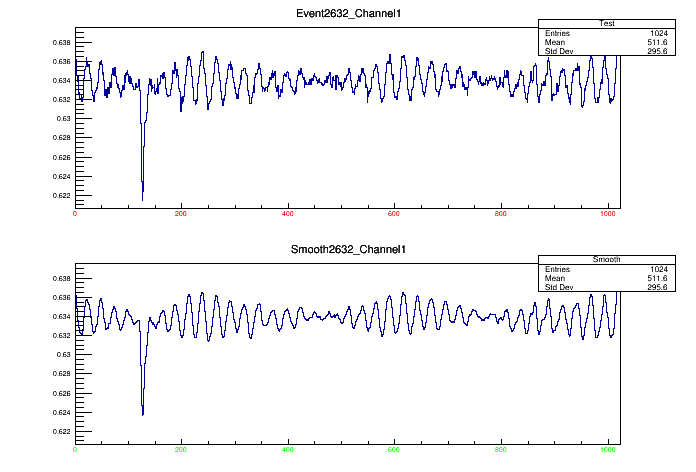 Event2632_Channel1
Test
Entries 1024
Mean 511.6
Std Dev 295.6
0.638
0.636
0.634
0.632
0.63
0.628
0.626
0.624
0.622
0 200 400 600 800 1000
Smooth2632_Channel1
Smooth
Entries 1024
Mean 511.6
Std Dev 295.6
0.638
0.636
0.634
0.632
0.63
0.628
0.626
0.624
0.622
0 200 400 600 800 1000